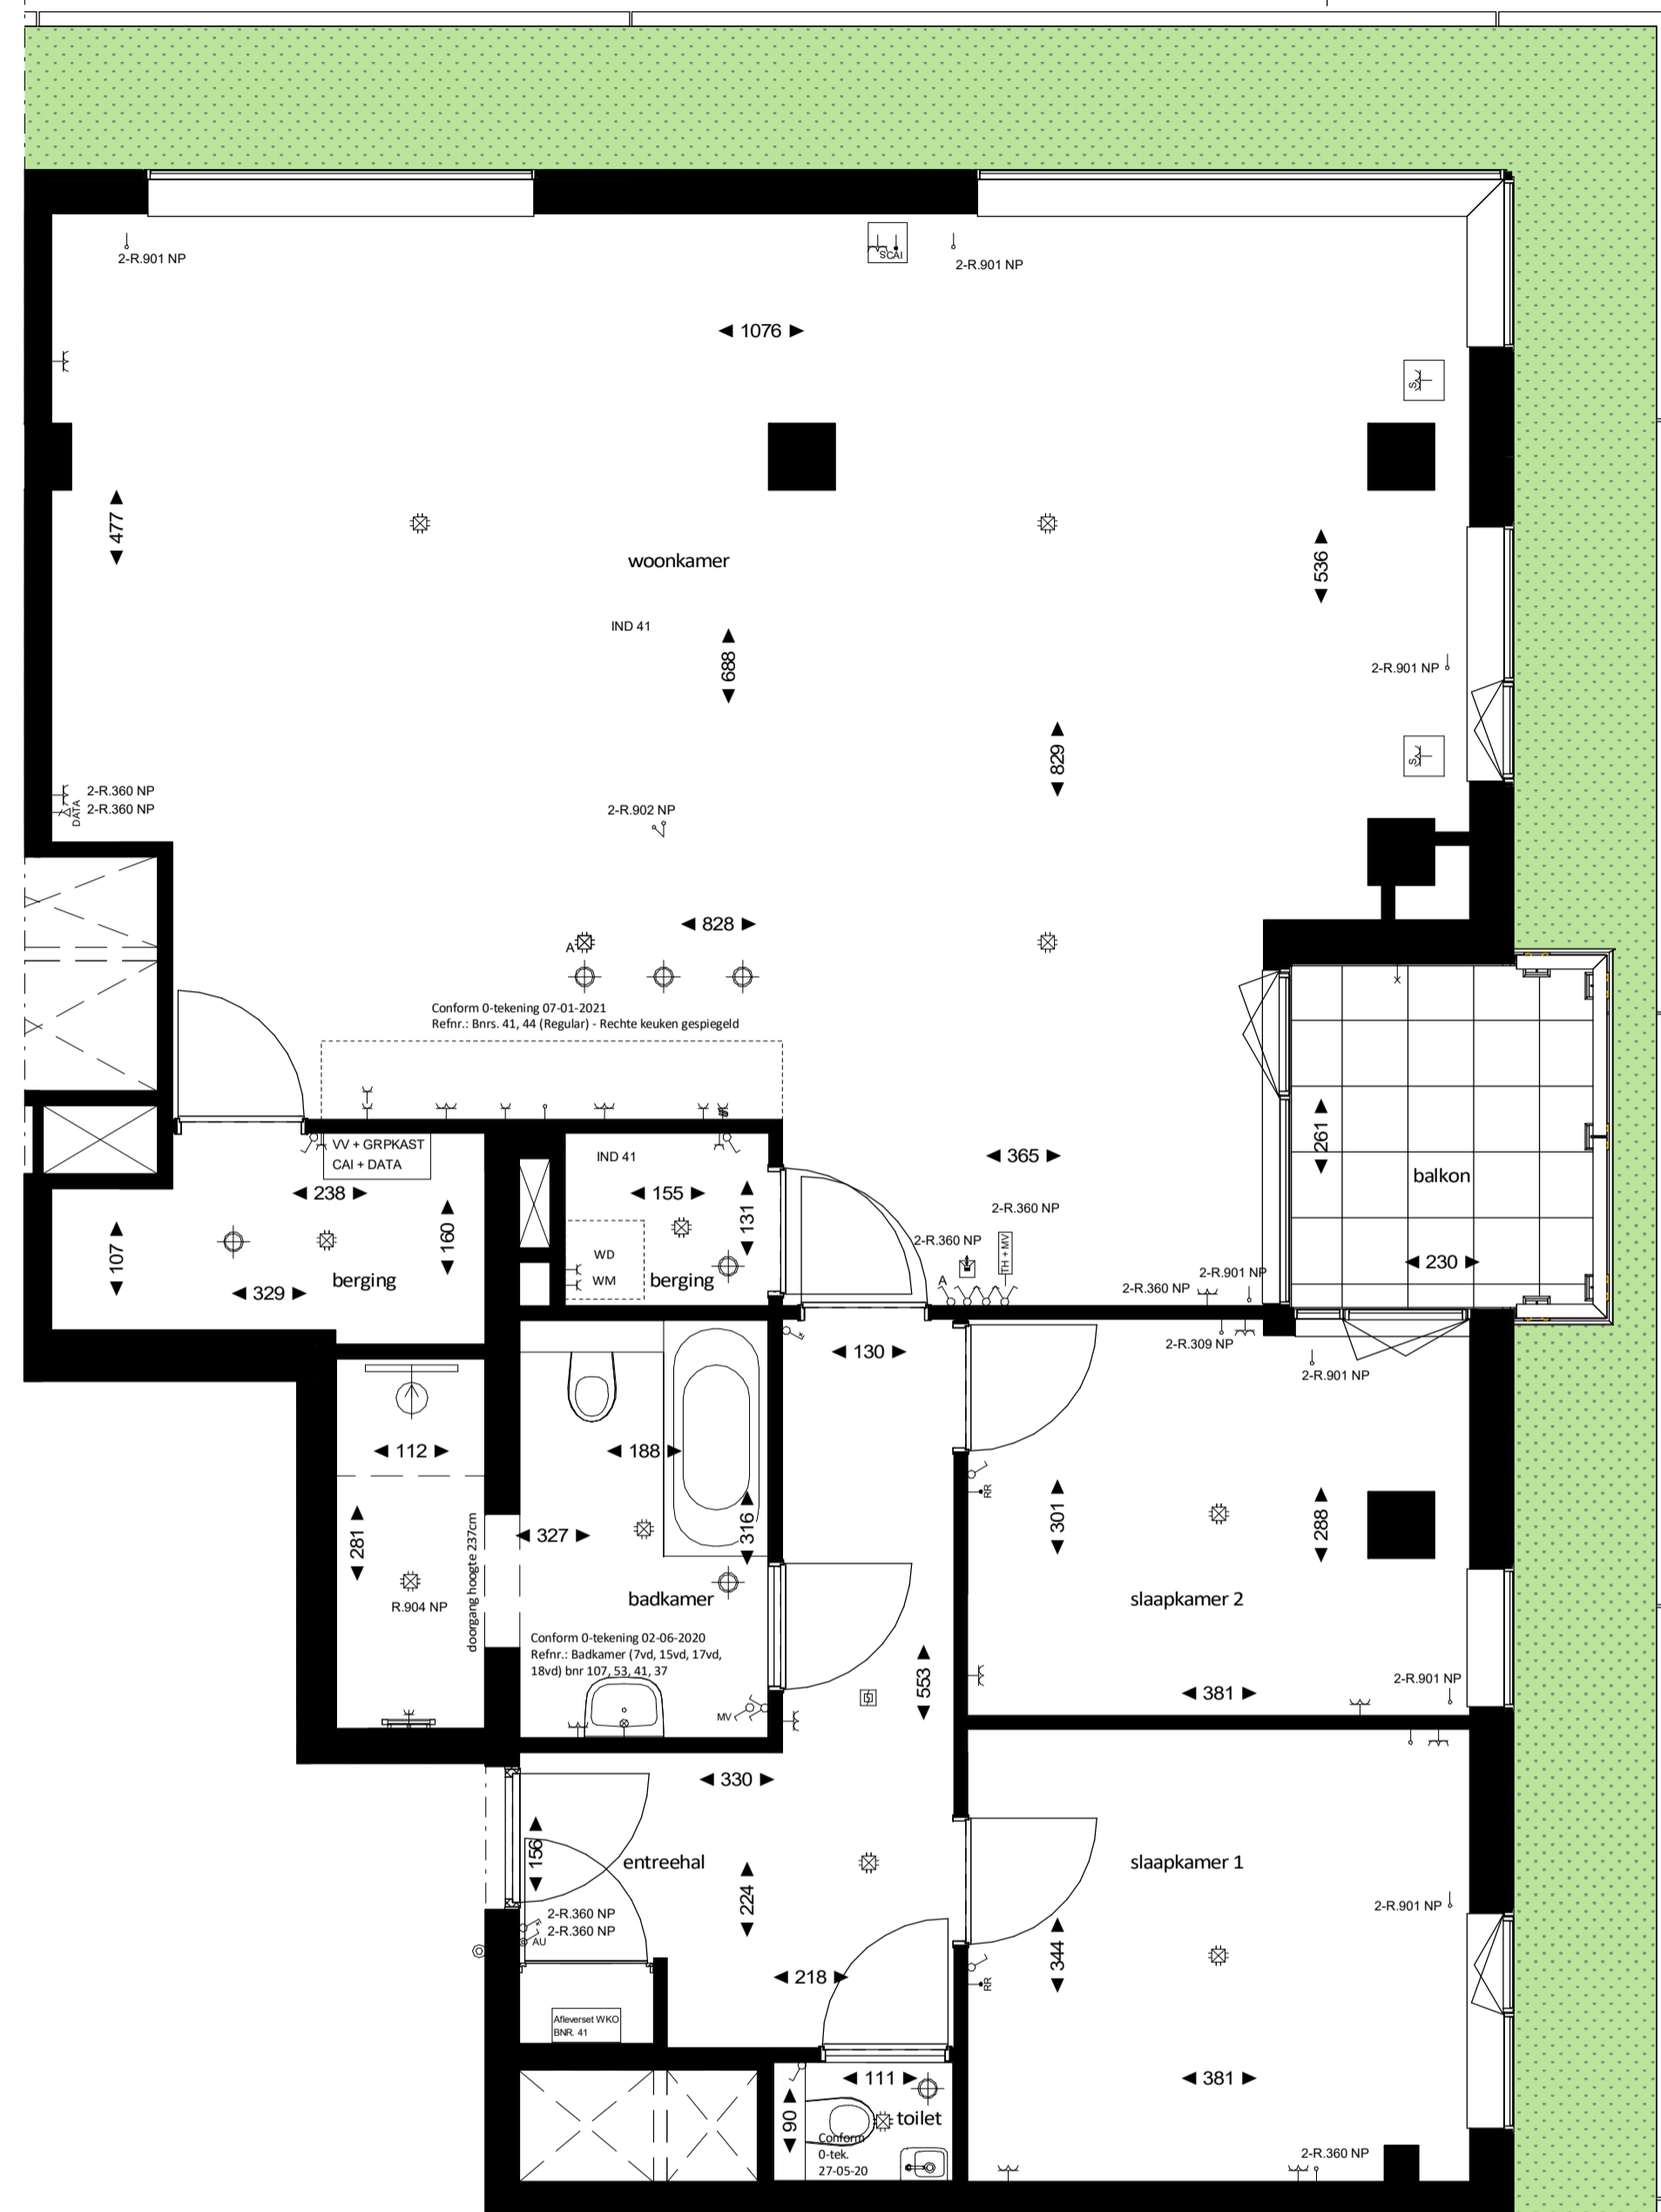 2-R.901 NP
SCAI
2-R.901 NP
1076
S
477
536
woonkamer
IND 41
688
2-R.901 NP
829
S
2-R.360 NP
2-R.360 NP
DATA
2-R.902 NP
828
A
Conform 0-tekening 07-01-2021
Refnr.: Bnrs. 41, 44 (Regular) - Rechte keuken gespiegeld
VV + GRPKAST
CAI + DATA
IND 41
365
261
balkon
238
155
131
2-R.360 NP
107
160
2-R.360 NP
TH + MV
WD
WM
berging
berging
230
329
A
2-R.360 NP
2-R.901 NP
130
2-R.309 NP
2-R.901 NP
112
188
RR
281
327
316
301
288
doorgang hoogte 237cm
R.904 NP
badkamer
slaapkamer 2
Conform 0-tekening 02-06-2020
Refnr.: Badkamer (7vd, 15vd, 17vd,
18vd) bnr 107, 53, 41, 37
553
2-R.901 NP
381
MV
330
156
entreehal
slaapkamer 1
224
2-R.360 NP
2-R.360 NP
AU
2-R.901 NP
344
218
RR
Afleverset WKO
BNR. 41
111
381
90
toilet
Conform
0-tek.
27-05-20
2-R.360 NP